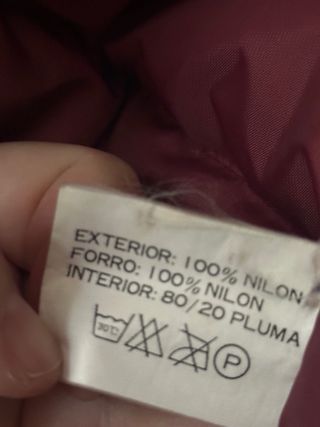 EXTERIOR: 100% NILON
FORRO: 100% NILON
INTERIOR: 80/20 PLUMA
30°C
P